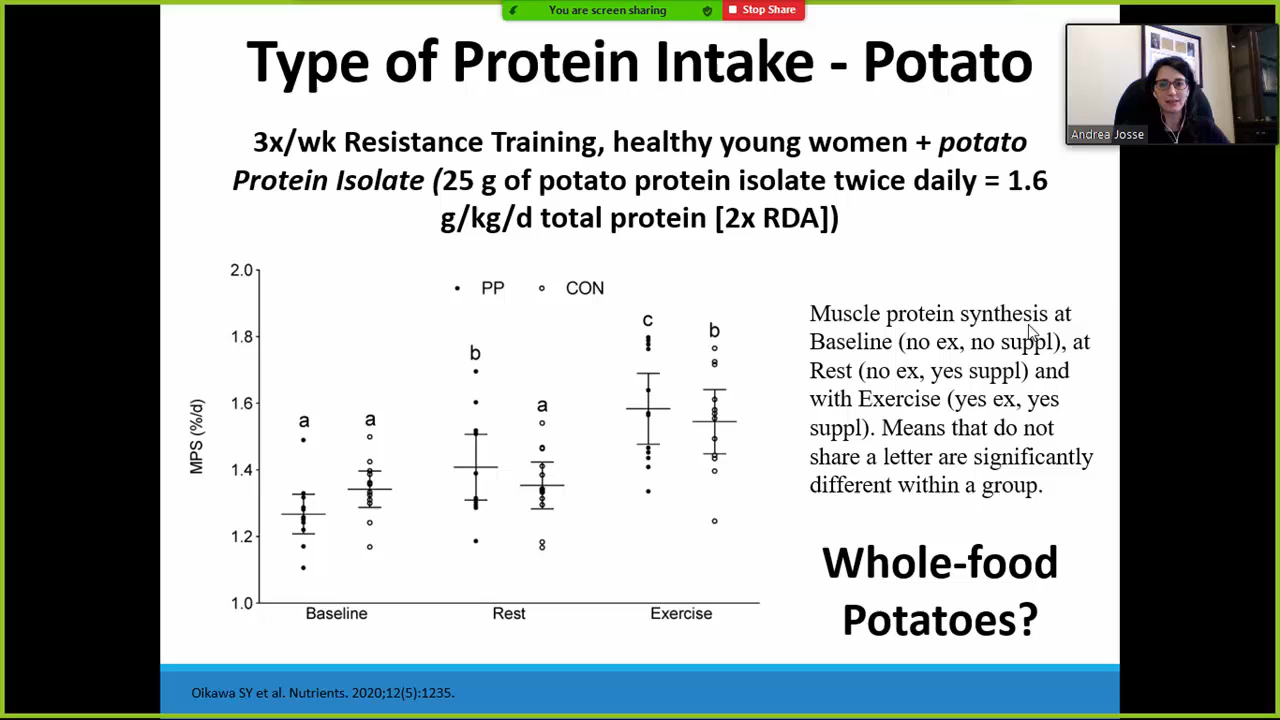 You are screen sharing
Stop Share
Type of Protein Intake - Potato
Andrea Josse
3x/wk Resistance Training, healthy young women + potato
Protein Isolate (25 g of potato protein isolate twice daily = 1.6
g/kg/d total protein [2x RDA])
2.0
1.8
1.6
1.4
1.2
1.0
MPS (%/d)
PP
CON
a
a
b
a
c
b
Baseline
Rest
Exercise
Muscle protein synthesis at
Baseline (no ex, no suppl), at
Rest (no ex, yes suppl) and
with Exercise (yes ex, yes
suppl). Means that do not
share a letter are significantly
different within a group.
Whole-food
Potatoes?
Oikawa SY et al. Nutrients. 2020;12(5):1235.